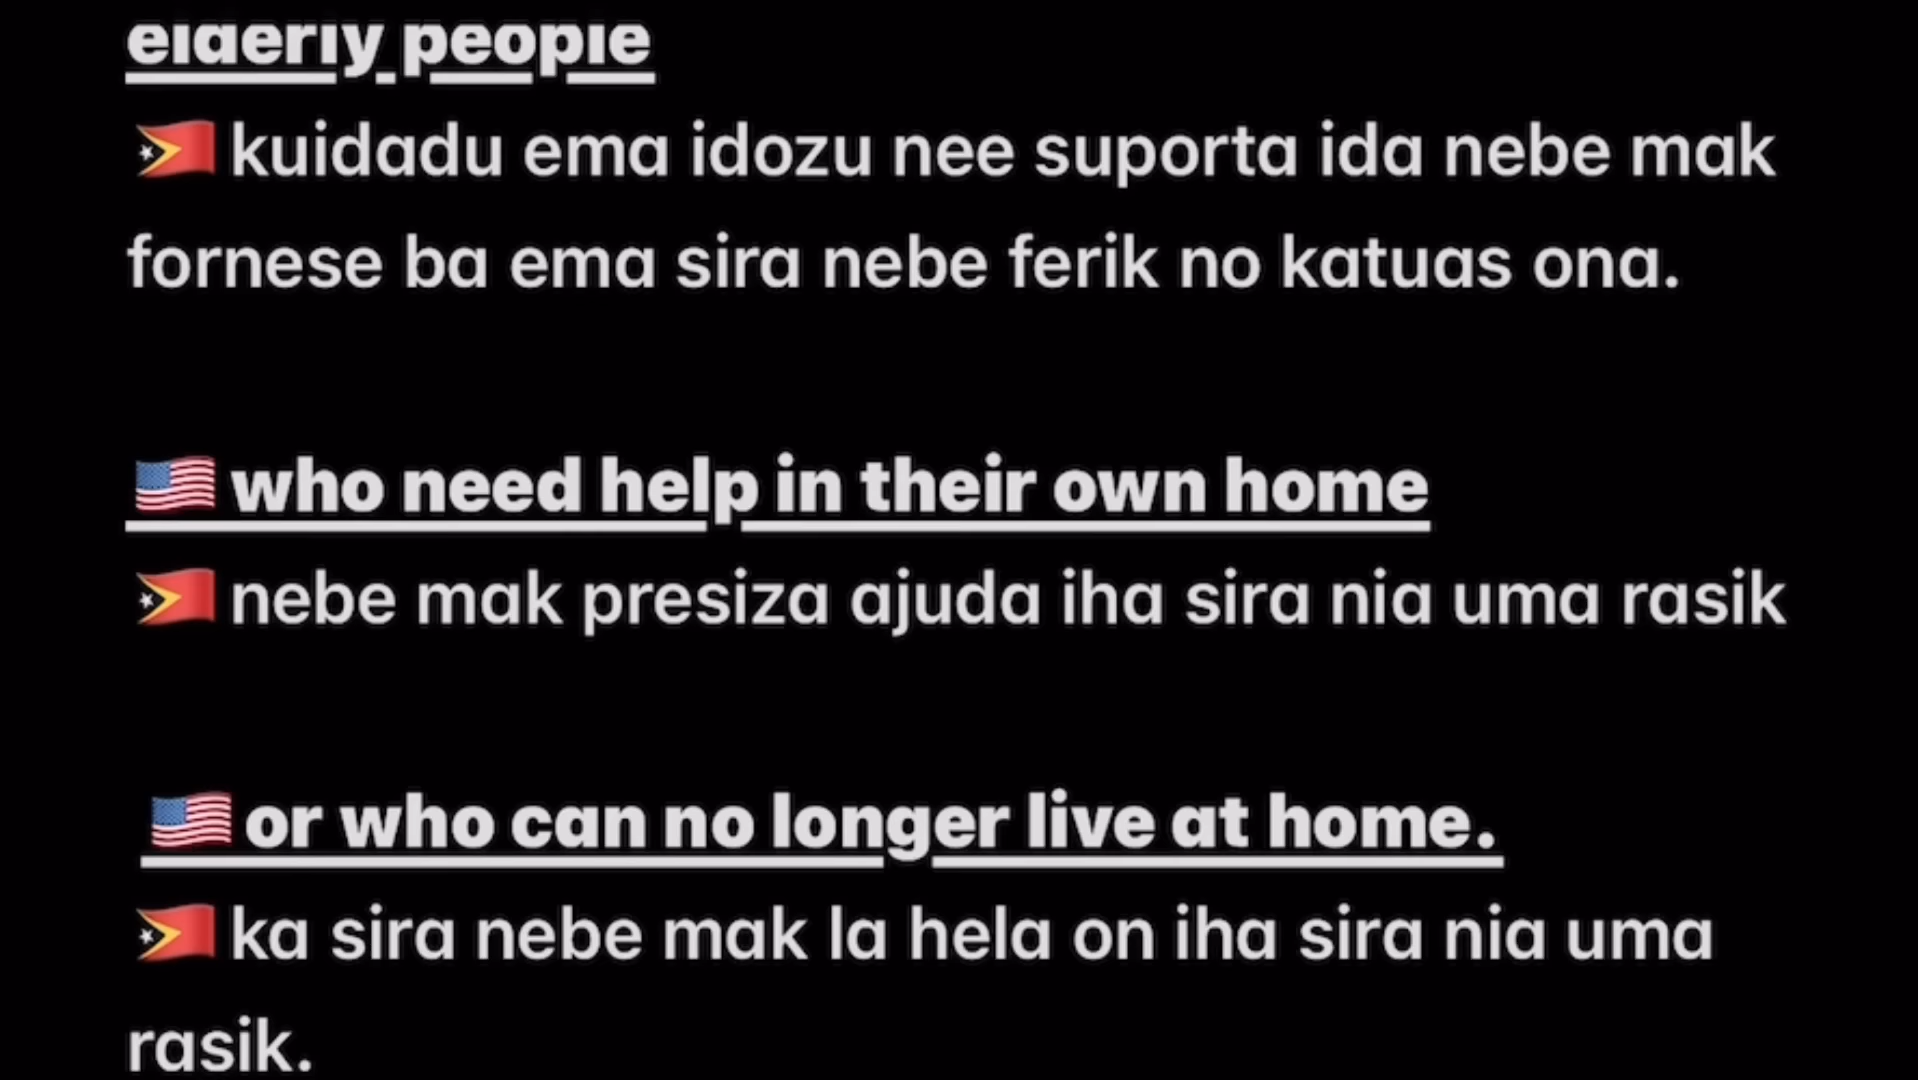 elderly people
🇹🇱 kuidadu ema idozu nee suporta ida nebe mak
fornese ba ema sira nebe ferik no katuas ona.
🇺🇸 who need help in their own home
🇹🇱 nebe mak presiza ajuda iha sira nia uma rasik
🇺🇸 or who can no longer live at home.
🇹🇱 ka sira nebe mak la hela on iha sira nia uma
rasik.